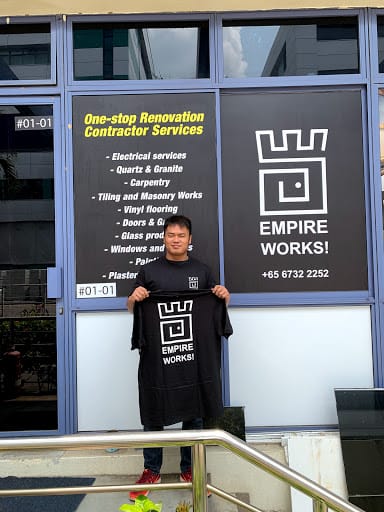 #01-01
One-stop Renovation
Contractor Services
- Electrical services
- Quartz & Granite
- Carpentry
- Tiling and Masonry Works
- Vinyl flooring
- Doors &
- Glass
- Windows and
-
- Plaster
#01-01
EMPIRE
WORKS!
+65 6732 2252
EMPIRE
WORKS!